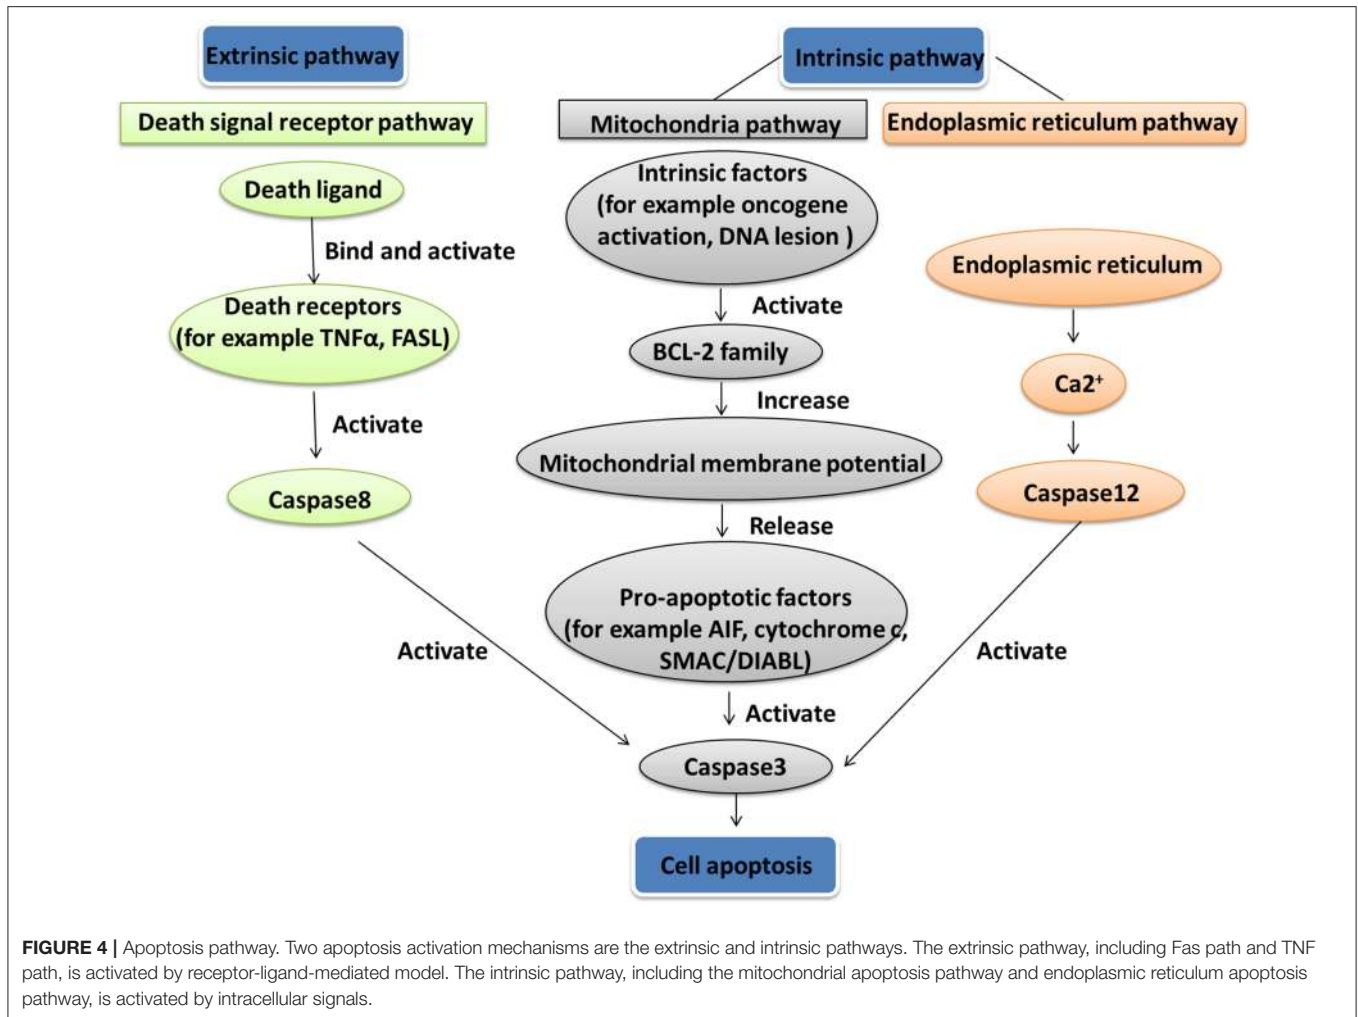 Extrinsic pathway
Intrinsic pathway
Death signal receptor pathway
Mitochondria pathway
Endoplasmic reticulum pathway
Death ligand
Bind and activate
Death receptors
(for example TNFα, FASL)
Activate
Caspase8
Activate
Intrinsic factors
(for example oncogene
activation, DNA lesion )
Activate
BCL-2 family
Increase
Mitochondrial membrane potential
Release
Pro-apoptotic factors
(for example AIF, cytochrome c,
SMAC/DIABL)
Activate
Endoplasmic reticulum
Ca2⁺
Caspase12
Activate
Caspase3
Cell apoptosis
FIGURE 4 | Apoptosis pathway. Two apoptosis activation mechanisms are the extrinsic and intrinsic pathways. The extrinsic pathway, including Fas path and TNF
path, is activated by receptor-ligand-mediated model. The intrinsic pathway, including the mitochondrial apoptosis pathway and endoplasmic reticulum apoptosis
pathway, is activated by intracellular signals.